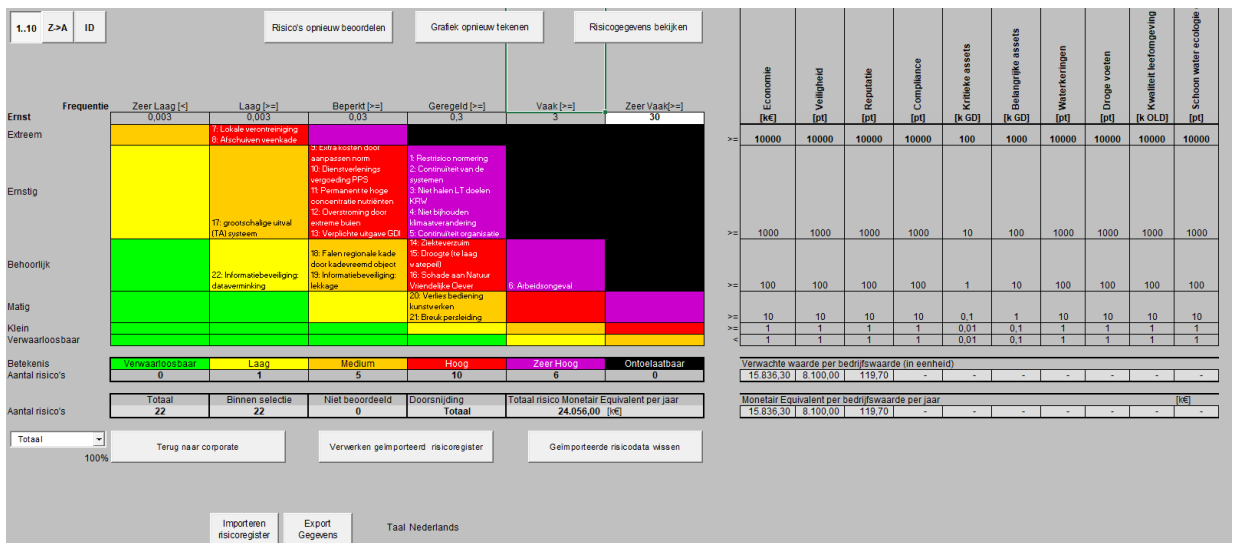 1..10 Z->A ID
Risico's opnieuw beoordelen Grafiek opnieuw tekenen Risicogegevens bekijken
Economie Veiligheid Reputatie Compliance Kritieke assets Belangrijke assets Waterkeringen Droge voeten Kwaliteit leefomgeving Schoon water ecologie
Frequentie Zeer Laag [<] Laag [>=] Beperkt [>=] Geregeld [>=] Vaak [>=] Zeer Vaak[>=]
Ernst 0,003 0,003 0,03 0,3 3 30 [k€] [pt] [pt] [pt] [k GD] [k GD] [pt] [pt] [k OLD] [pt]
Extreem
7: Lokale verontreiniging
8: Afschuiven veenkade
>= 10000 10000 10000 10000 100 1000 10000 10000 10000 10000
Ernstig
17: grootschalige uitval
(TA) systeem
9: Extra kosten door
aanpassen norm
10: Dienstverlenings
vergoeding PPS
11: Permanent te hoge
concentratie nutriënten
12: Overstroming door
extreme buien
13: Verplichte uitgave GDI
1: Restrisico normering
2: Continuïteit van de
systemen
3: Niet halen LT doelen
KRW
4: Niet bijhouden
klimaatverandering
5: Continuïteit organisatie
>= 1000 1000 1000 1000 10 100 1000 1000 1000 1000
Behoorlijk
22: Informatiebeveiliging:
dataverminking
18: Falen regionale kade
door kadevreemd object
19: Informatiebeveiliging:
lekkage
14: Ziekteverzuim
15: Droogte (te laag
waterpeil)
16: Schade aan Natuur
Vriendelijke Oever
6: Arbeidsongeval
>= 100 100 100 100 1 10 100 100 100 100
Matig
20: Verlies bediening
kunstwerken
21: Breuk persleiding
>= 10 10 10 10 0,1 1 10 10 10 10
Klein >= 1 1 1 1 0,01 0,1 1 1 1 1
Verwaarloosbaar < 1 1 1 1 0,01 0,1 1 1 1 1
Betekenis Verwaarloosbaar Laag Medium Hoog Zeer Hoog Ontoelaatbaar Verwachte waarde per bedrijfswaarde (in eenheid)
Aantal risico's 0 1 5 10 6 0 15.836,30 8.100,00 119,70 - - - - - - -
Totaal Binnen selectie Niet beoordeeld Doorsnijding Totaal risico Monetair Equivalent per jaar Monetair Equivalent per bedrijfswaarde per jaar [k€]
Aantal risico's 22 22 0 Totaal 24.056,00 [k€] 15.836,30 8.100,00 119,70 - - - - - - -
Totaal
100%
Terug naar corporate Verwerken geïmporteerd risicoregister Geïmporteerde risicodata wissen
Importeren
risicoregister
Export
Gegevens
Taal Nederlands